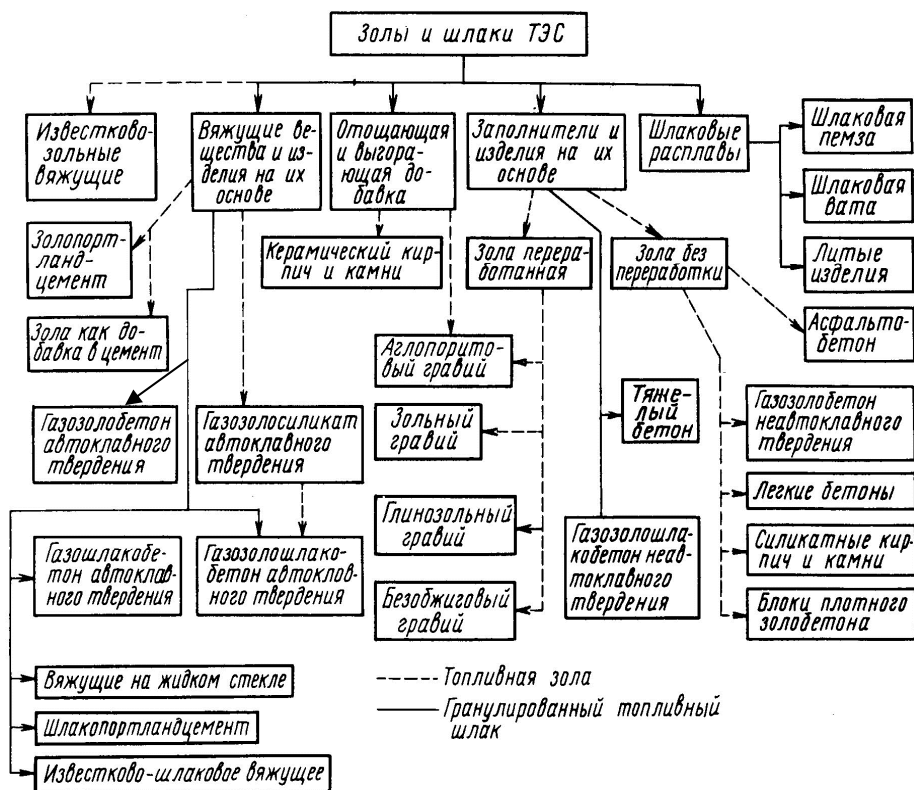 Золы и шлаки ТЭС
Известково-
зольные
вяжущие
Вяжущие ве-
щества и из-
делия на их
основе
Отощающая
и выгора-
ющая до-
бавка
Заполнители и
изделия на их
основе
Шлаковые
расплавы
Шлаковая
пемза
Шлаковая
вата
Литые
изделия
Золопорт-
ланд-
цемент
Керамический кир-
пич и камни
Зола перера-
ботанная
Зола без
переработки
Асфальто-
бетон
Зола как до-
бавка в цемент
Аглопорито-
вый гравий
Газозолобетон
автоклавного
твердения
Газозолосиликат
автоклавного
твердения
Зольный
гравий
Тяже-
лый
бетон
Газозолобетон
неавтоклавного
твердения
Легкие бетоны
Газошлакобе-
тон автоклав-
ного твердения
Газозолошлако-
бетон автокло-
вного твердения
Глинозольный
гравий
Газозолошла-
кобетон неав-
токлавного
твердения
Силикатные кир-
пич и камни
Безобжиговый
гравий
Блоки плотного
золобетона
Вяжущие на жидком стекле
Шлакопортландцемент
Известково-шлаковое вяжущее
Топливная зола
Гранулированный топливный
шлак